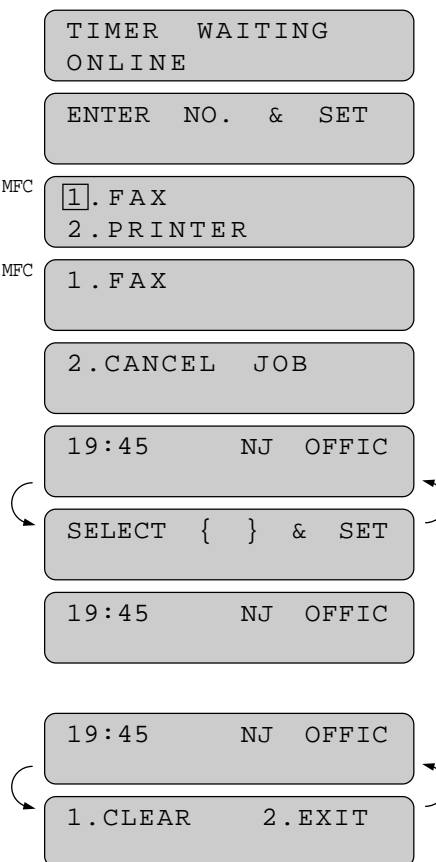 TIMER WAITING
ONLINE
ENTER NO. & SET
MFC
1.FAX
2.PRINTER
MFC
1.FAX
2.CANCEL JOB
19:45 NJ OFFIC
SELECT { } & SET
19:45 NJ OFFIC
19:45 NJ OFFIC
1.CLEAR 2.EXIT